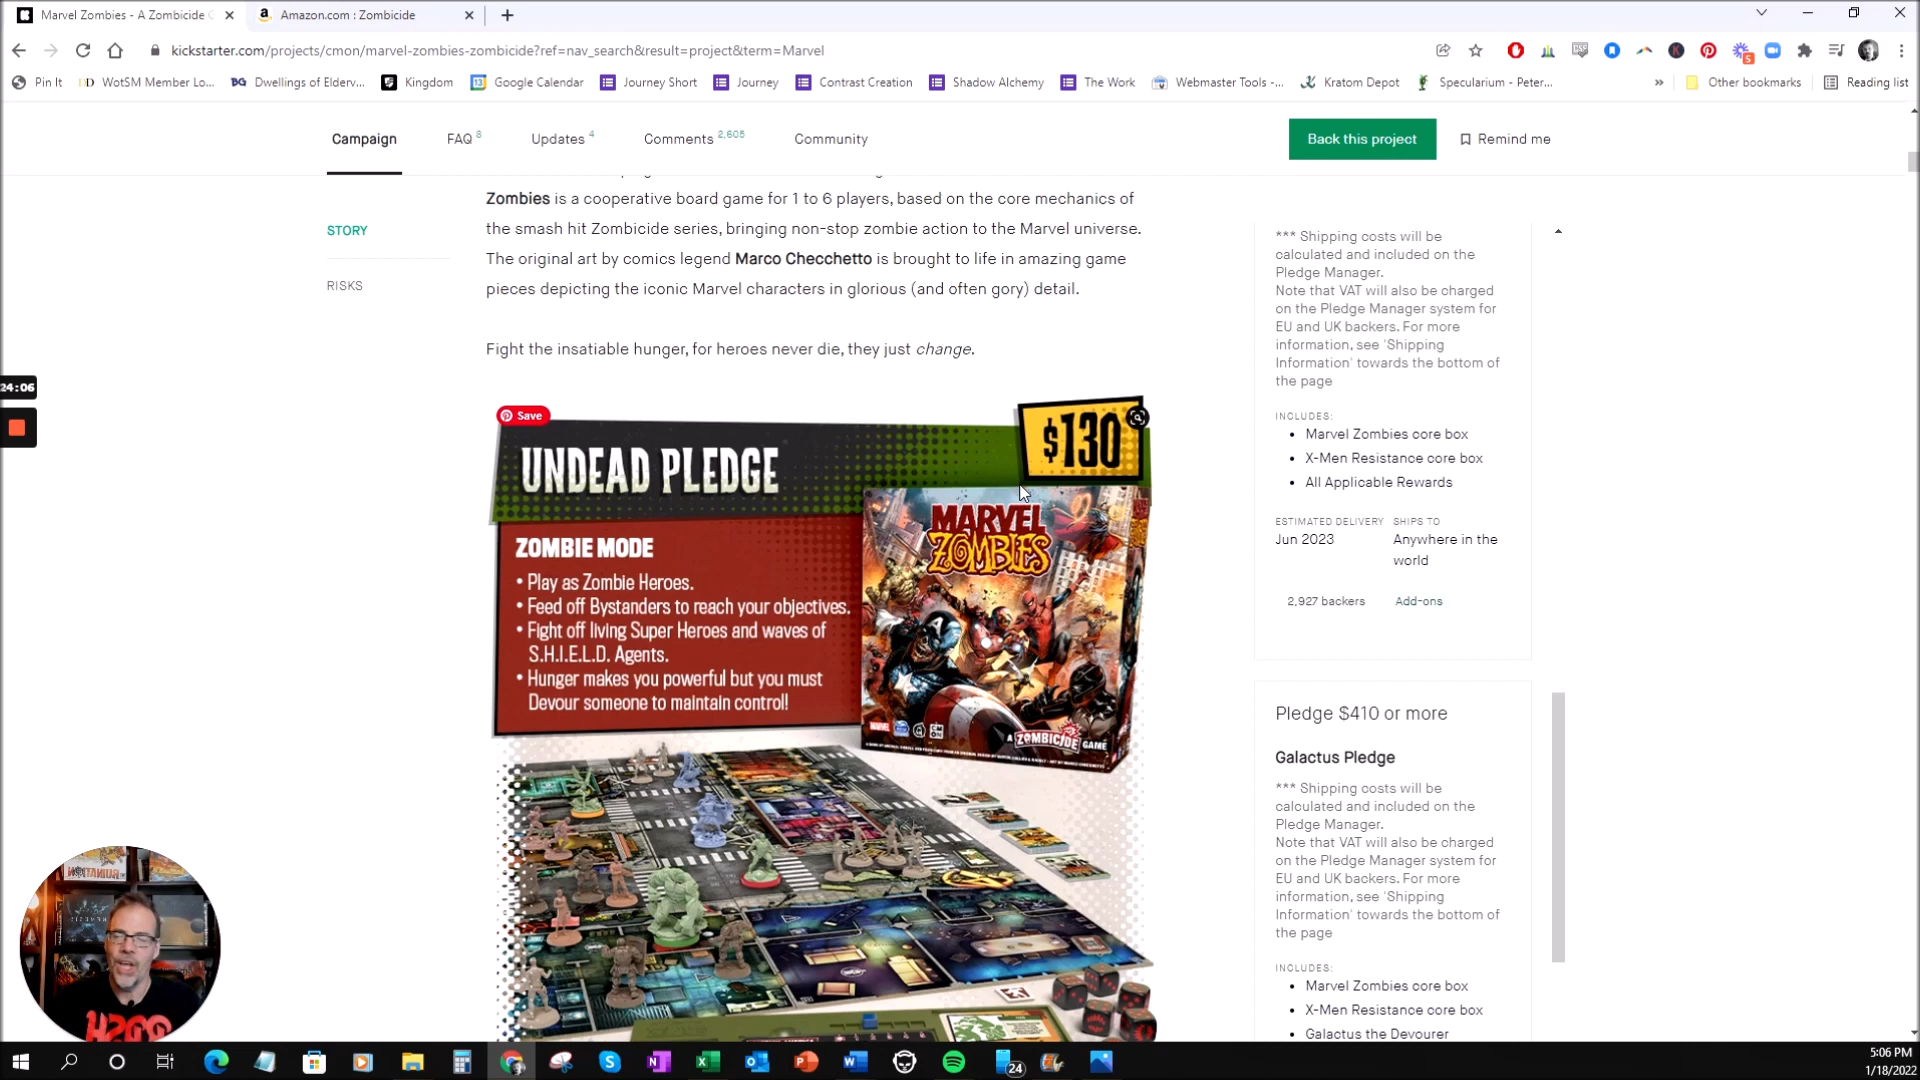 Marvel Zombies - A Zombicide G
Amazon.com : Zombicide
kickstarter.com/projects/cmon/marvel-zombies-zombicide?ref=nav_search&result=project&term=Marvel
Pin It
WotSM Member Lo...
Dwellings of Elderv...
Kingdom
Google Calendar
Journey Short
Journey
Contrast Creation
Shadow Alchemy
The Work
Webmaster Tools -...
Kratom Depot
Specularium - Peter...
Other bookmarks
Reading list
Campaign
FAQ 8
Updates 4
Comments 2,605
Community
Back this project
Remind me
STORY
RISKS
Zombies is a cooperative board game for 1 to 6 players, based on the core mechanics of
the smash hit Zombicide series, bringing non-stop zombie action to the Marvel universe.
The original art by comics legend Marco Checchetto is brought to life in amazing game
pieces depicting the iconic Marvel characters in glorious (and often gory) detail.
Fight the insatiable hunger, for heroes never die, they just change.
24:06
Save
UNDEAD PLEDGE
$130
ZOMBIE MODE
• Play as Zombie Heroes.
• Feed off Bystanders to reach your objectives.
• Fight off living Super Heroes and waves of
S.H.I.E.L.D. Agents.
• Hunger makes you powerful but you must
Devour someone to maintain control!
MARVEL
ZOMBIES
MARVEL
CMON
A ZOMBICIDE GAME
*** Shipping costs will be
calculated and included on the
Pledge Manager.
Note that VAT will also be charged
on the Pledge Manager system for
EU and UK backers. For more
information, see 'Shipping
Information' towards the bottom of
the page
INCLUDES:
• Marvel Zombies core box
• X-Men Resistance core box
• All Applicable Rewards
ESTIMATED DELIVERY
Jun 2023
SHIPS TO
Anywhere in the
world
2,927 backers
Add-ons
Pledge $410 or more
Galactus Pledge
*** Shipping costs will be
calculated and included on the
Pledge Manager.
Note that VAT will also be charged
on the Pledge Manager system for
EU and UK backers. For more
information, see 'Shipping
Information' towards the bottom of
the page
INCLUDES:
• Marvel Zombies core box
• X-Men Resistance core box
• Galactus the Devourer
24
5:06 PM
1/18/2022